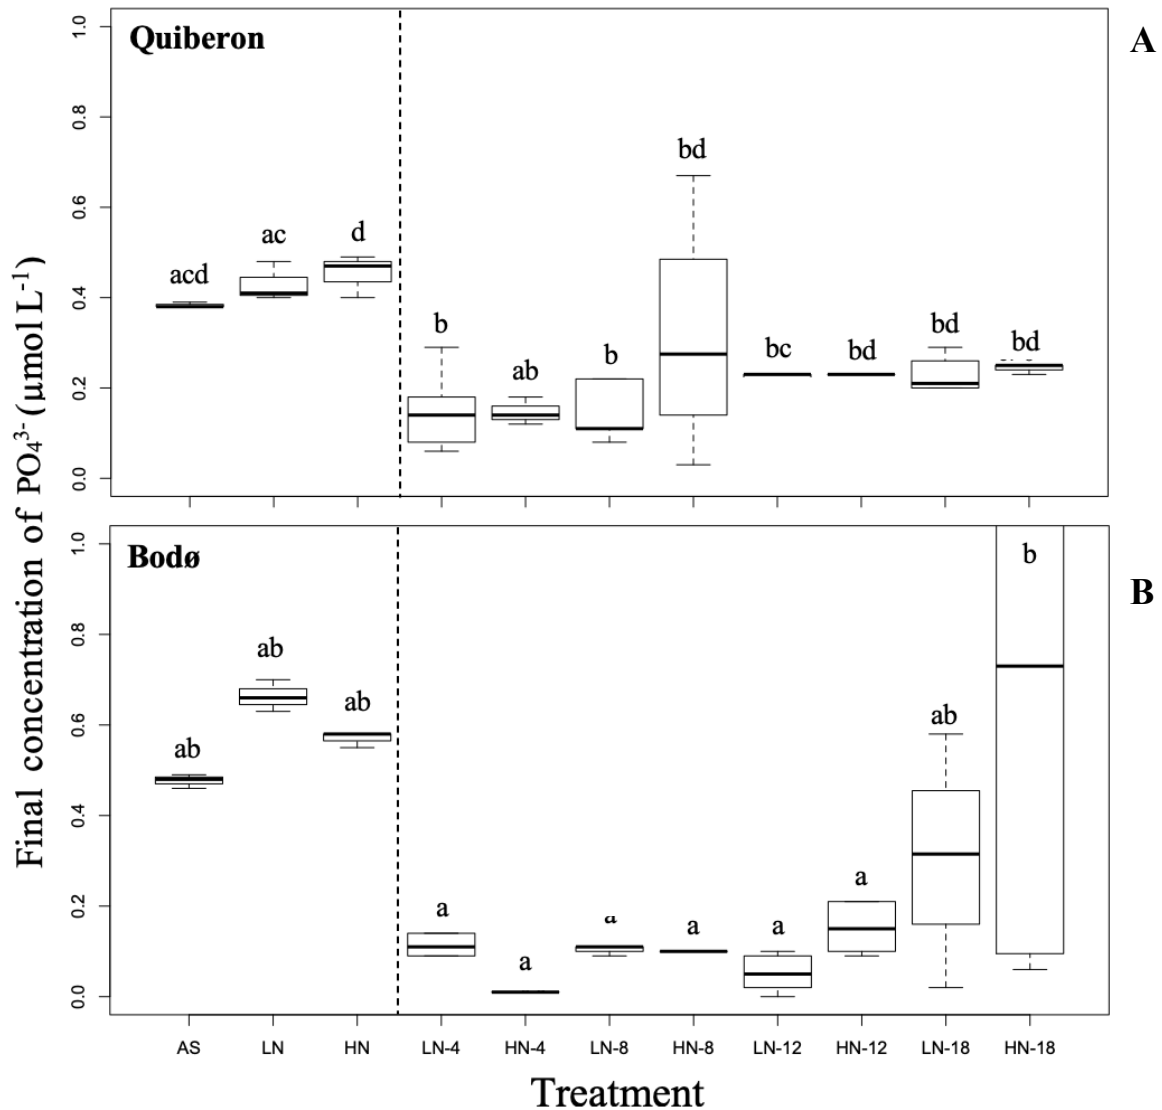 Quiberon
A
1.0
0.8
0.6
0.4
0.2
0.0
acd
ac
d
b
ab
b
bd
bc
bd
bd
bd
Final concentration of PO₄³⁻ (µmol L⁻¹)
Bodø
B
1.0
0.8
0.6
0.4
0.2
0.0
ab
ab
ab
a
a
a
a
a
ab
b
AS LN HN LN-4 HN-4 LN-8 HN-8 LN-12 HN-12 LN-18 HN-18
Treatment